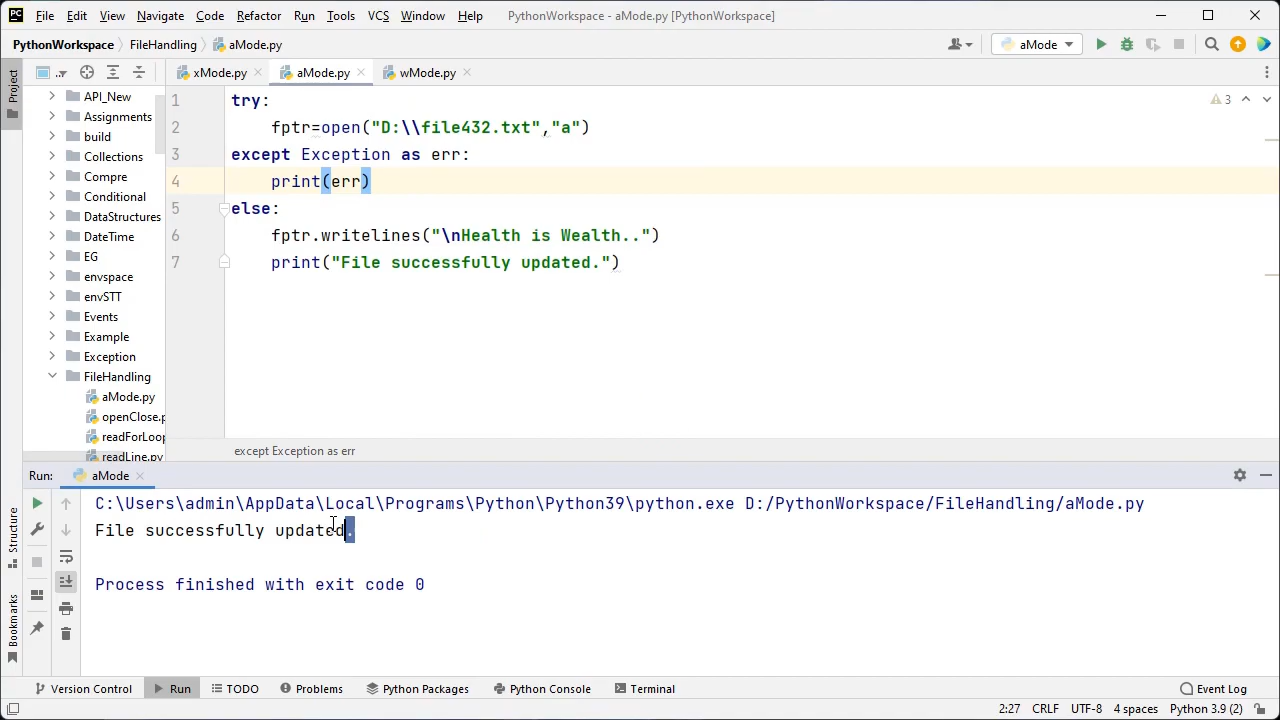 PC File Edit View Navigate Code Refactor Run Tools VCS Window Help PythonWorkspace - aMode.py [PythonWorkspace]
PythonWorkspace FileHandling aMode.py aMode
Project .. xMode.py aMode.py wMode.py
API_New
Assignments
build
Collections
Compre
Conditional
DataStructures
DateTime
EG
envspace
envSTT
Events
Example
Exception
FileHandling
aMode.py
openClose.p
readForLoop
readLine.py
3
1 try:
2 fptr=open("D:\\file432.txt","a")
3 except Exception as err:
4 print(err)
5 else:
6 fptr.writelines("\nHealth is Wealth..")
7 print("File successfully updated.")
except Exception as err
Run: aMode
C:\Users\admin\AppData\Local\Programs\Python\Python39\python.exe D:/PythonWorkspace/FileHandling/aMode.py
File successfully updated.
Process finished with exit code 0
Structure
Bookmarks
Version Control Run TODO Problems Python Packages Python Console Terminal Event Log
2:27 CRLF UTF-8 4 spaces Python 3.9 (2)